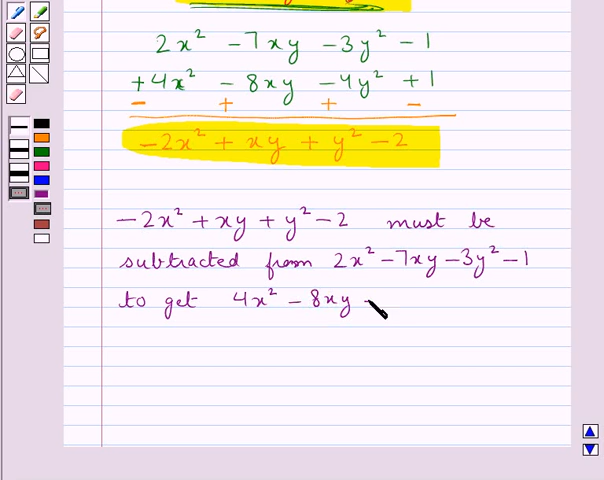 2x² - 7xy - 3y² - 1
+4x² - 8xy - 4y² + 1
- + + -
-2x² + xy + y² - 2
-2x² + xy + y² - 2 must be
subtracted from 2x² - 7xy - 3y² - 1
to get 4x² - 8xy -